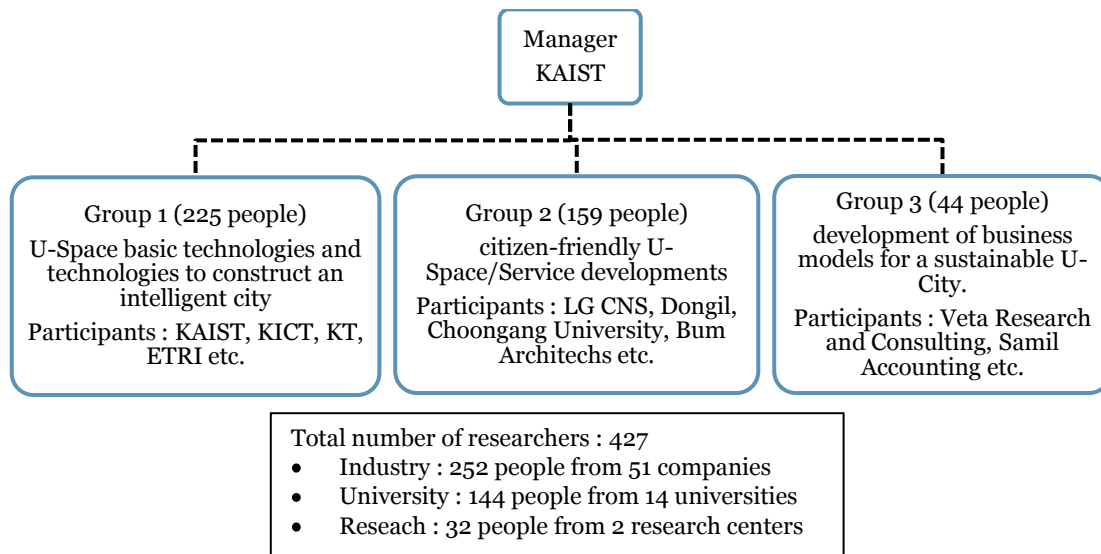 Manager
KAIST
Group 1 (225 people)
U-Space basic technologies and
technologies to construct an
intelligent city
Participants : KAIST, KICT, KT,
ETRI etc.
Group 2 (159 people)
citizen-friendly U-
Space/Service developments
Participants : LG CNS, Dongil,
Choongang University, Bum
Architechs etc.
Group 3 (44 people)
development of business
models for a sustainable U-
City.
Participants : Veta Research
and Consulting, Samil
Accounting etc.
Total number of researchers : 427
• Industry : 252 people from 51 companies
• University : 144 people from 14 universities
• Reseach : 32 people from 2 research centers